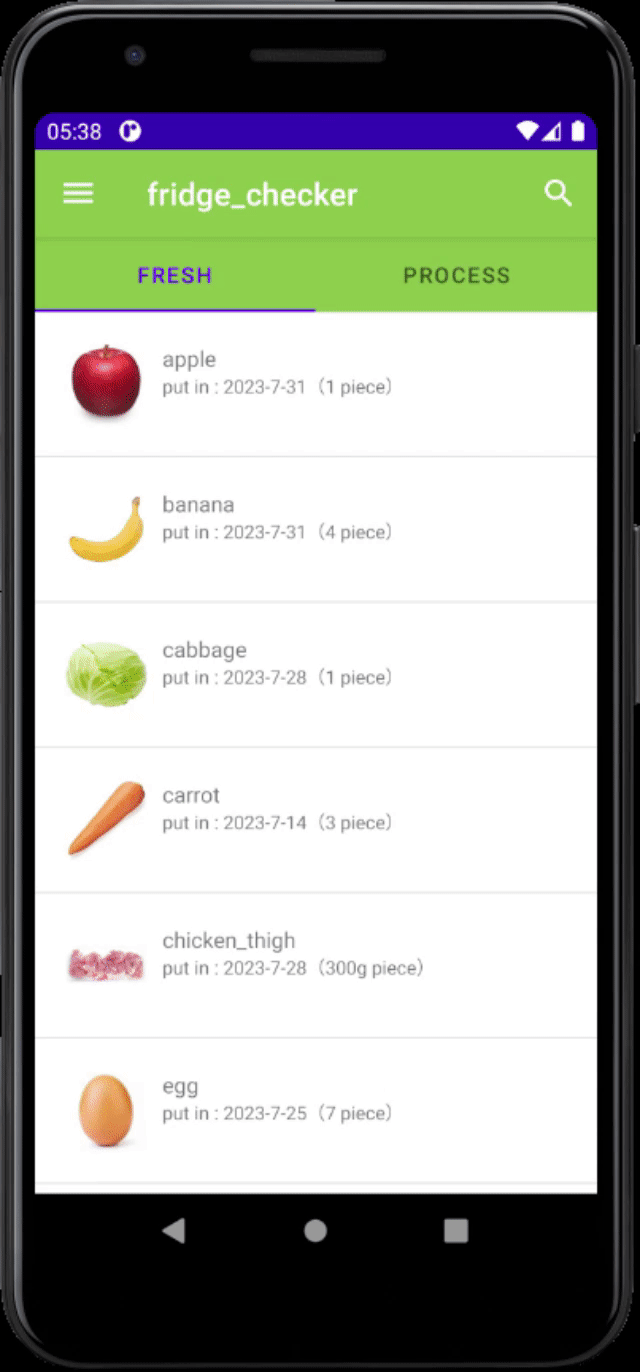 05:38
fridge_checker
FRESH PROCESS
apple
put in : 2023-7-31（1 piece）
banana
put in : 2023-7-31（4 piece）
cabbage
put in : 2023-7-28（1 piece）
carrot
put in : 2023-7-14（3 piece）
chicken_thigh
put in : 2023-7-28（300g piece）
egg
put in : 2023-7-25（7 piece）